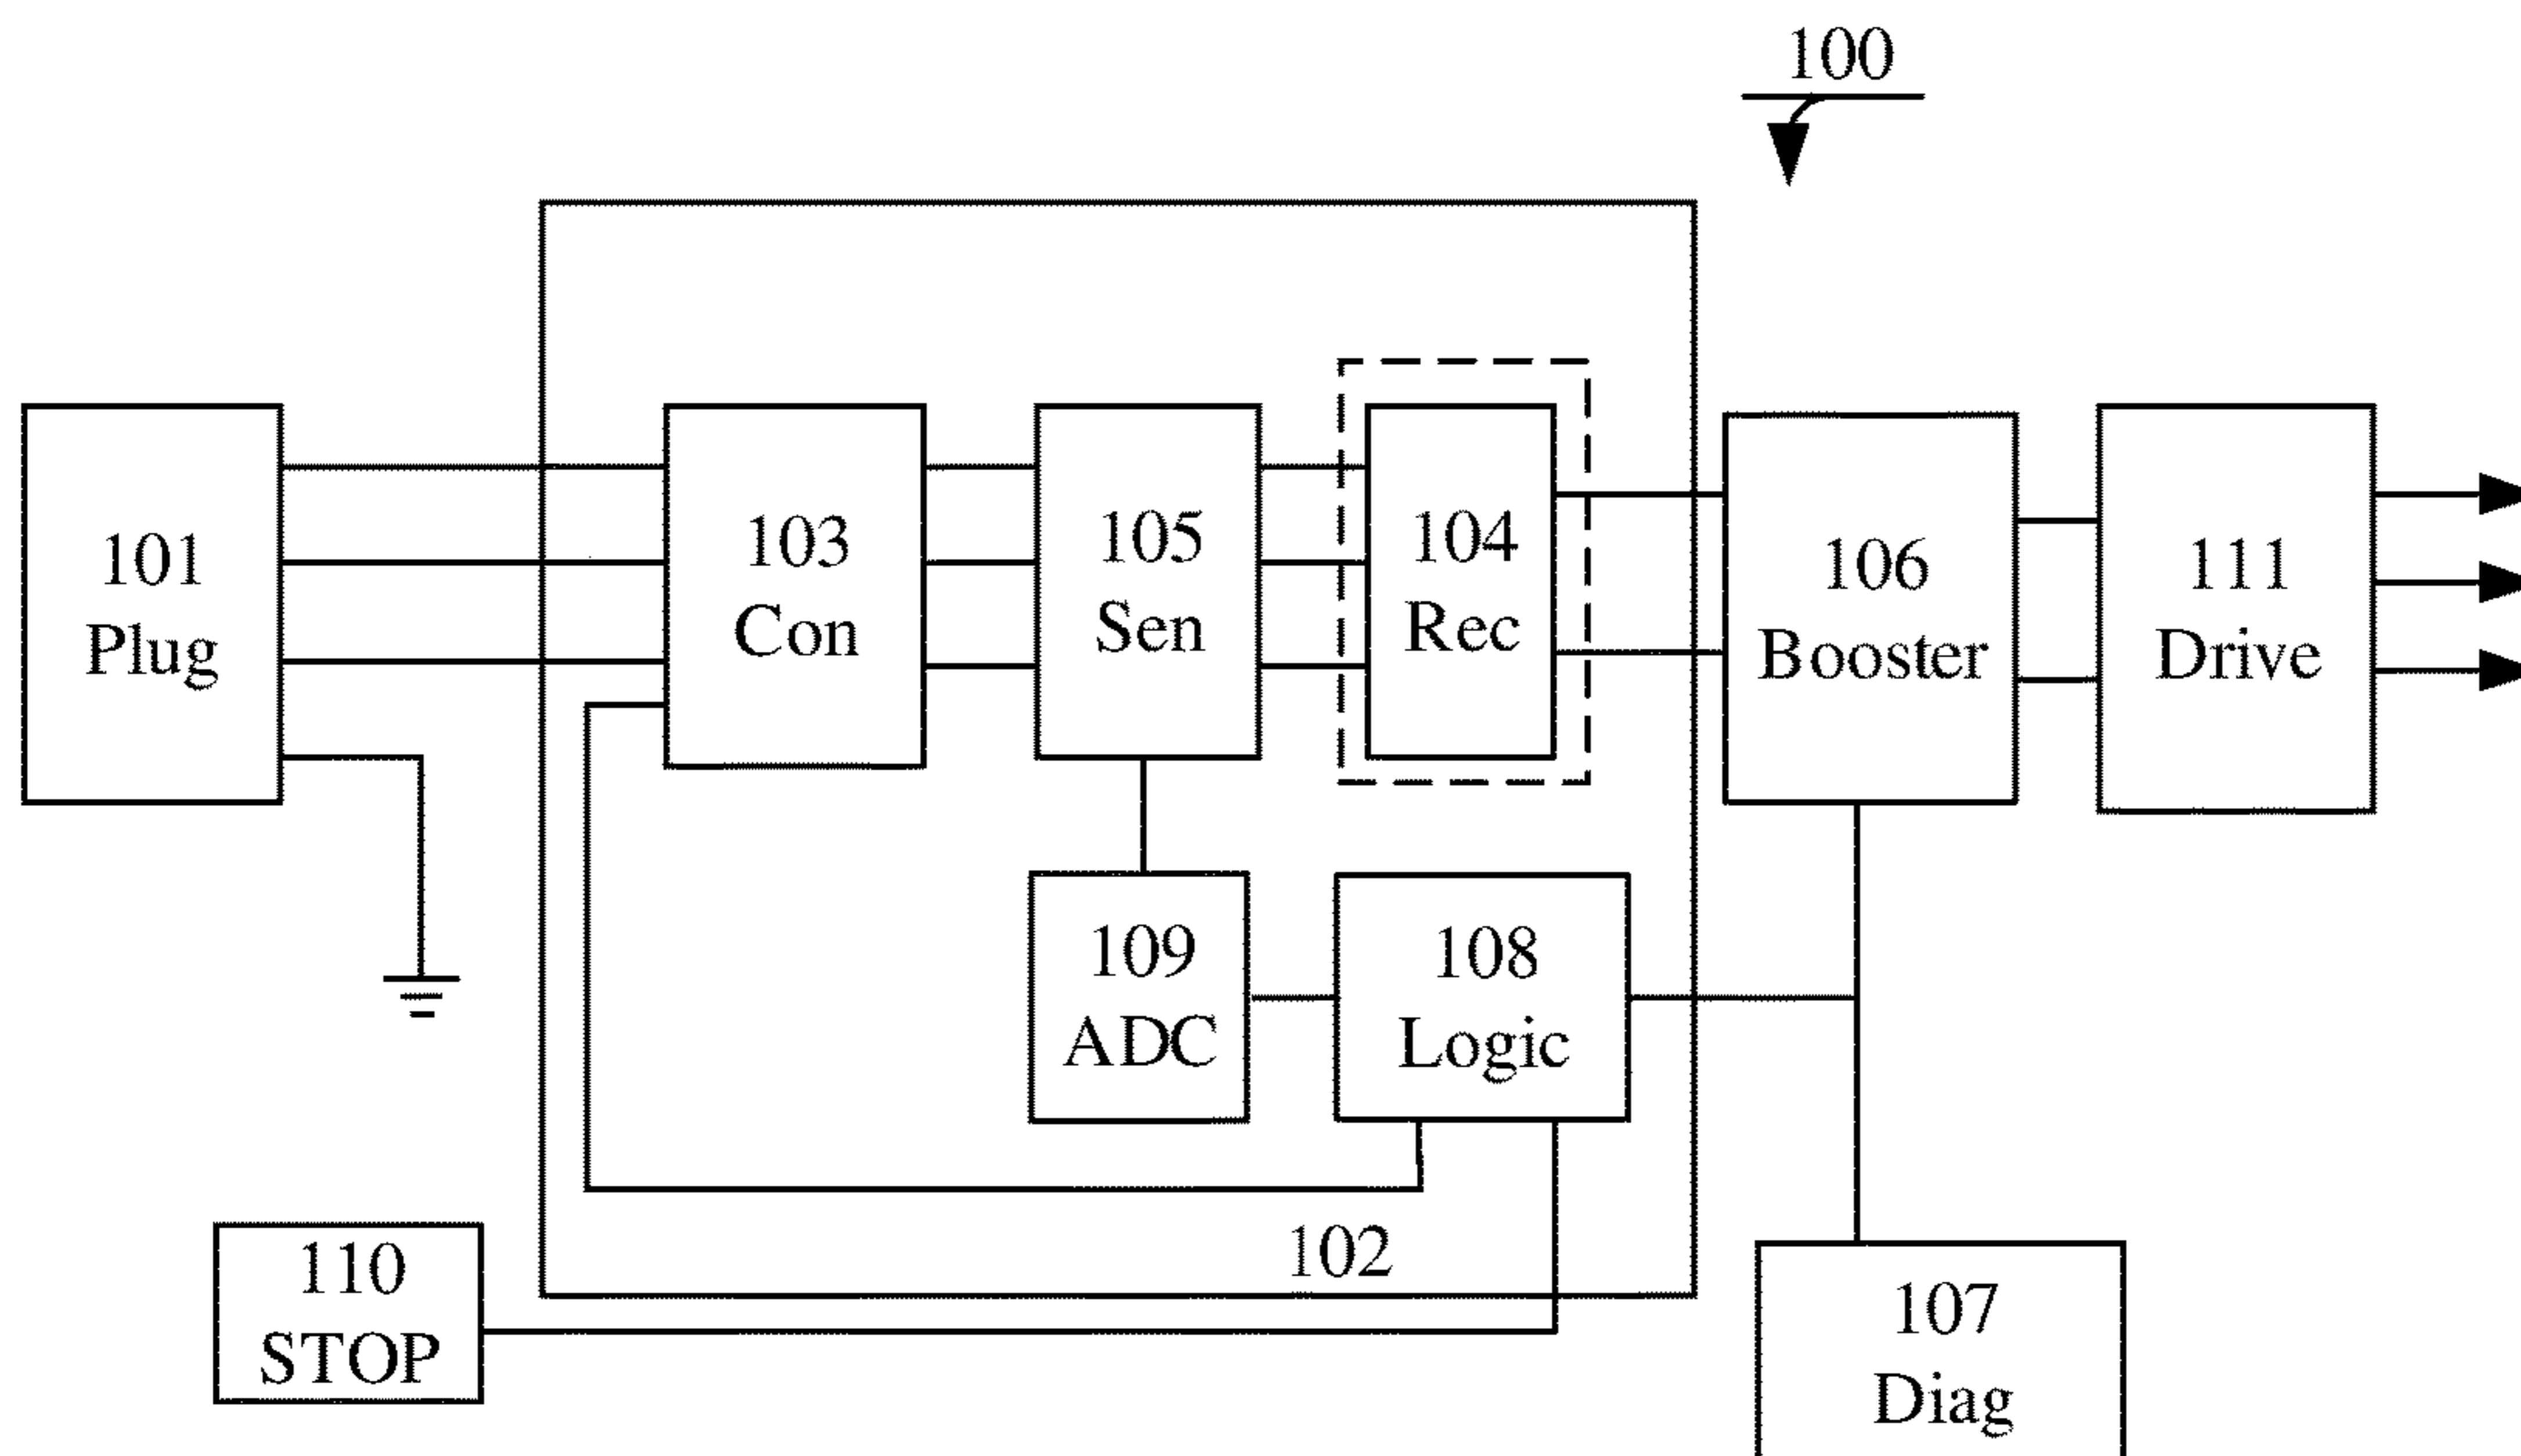 100
101
Plug
103
Con
105
Sen
104
Rec
106
Booster
111
Drive
109
ADC
108
Logic
102
110
STOP
107
Diag